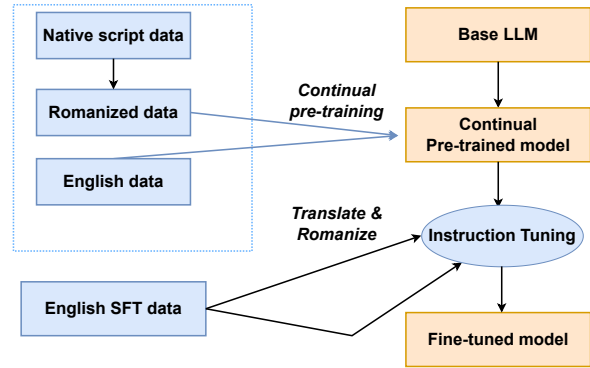 Native script data
Base LLM
Continual
pre-training
Romanized data
Continual
Pre-trained model
English data
Translate &
Romanize
Instruction Tuning
English SFT data
Fine-tuned model